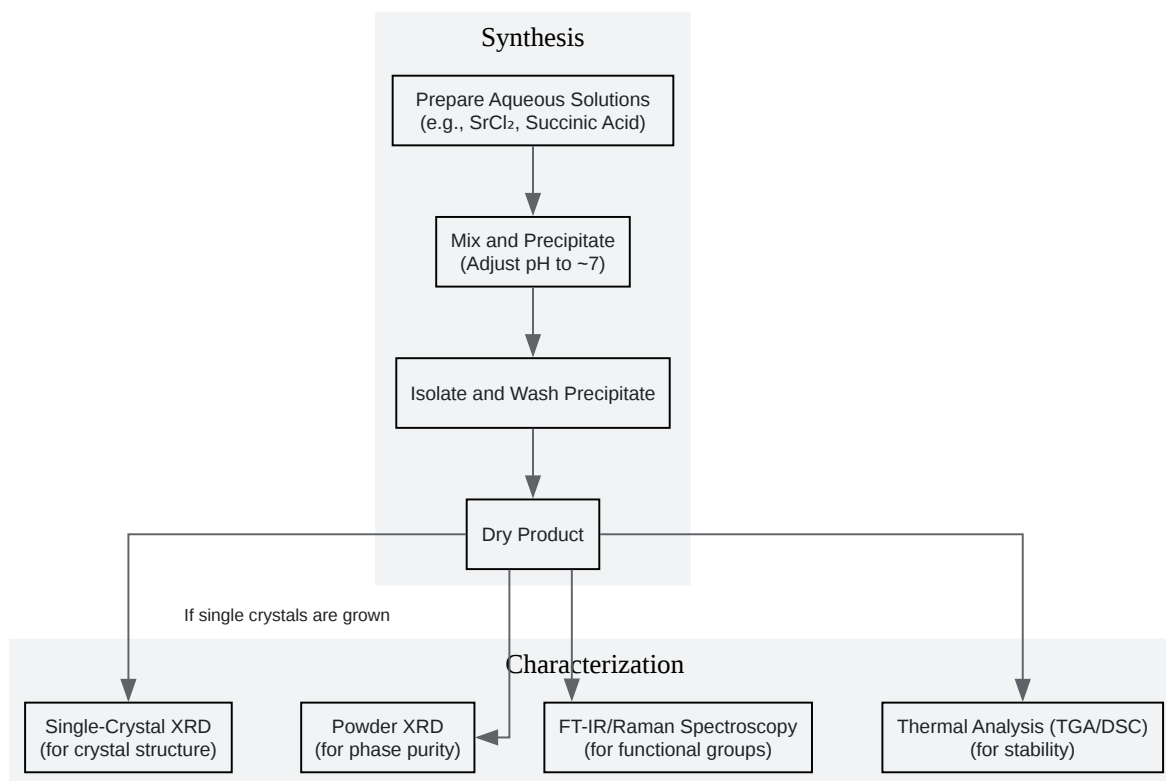 Synthesis
Prepare Aqueous Solutions
(e.g., SrCl₂, Succinic Acid)
Mix and Precipitate
(Adjust pH to ~7)
Isolate and Wash Precipitate
Dry Product
If single crystals are grown
Characterization
Single-Crystal XRD
(for crystal structure)
Powder XRD
(for phase purity)
FT-IR/Raman Spectroscopy
(for functional groups)
Thermal Analysis (TGA/DSC)
(for stability)